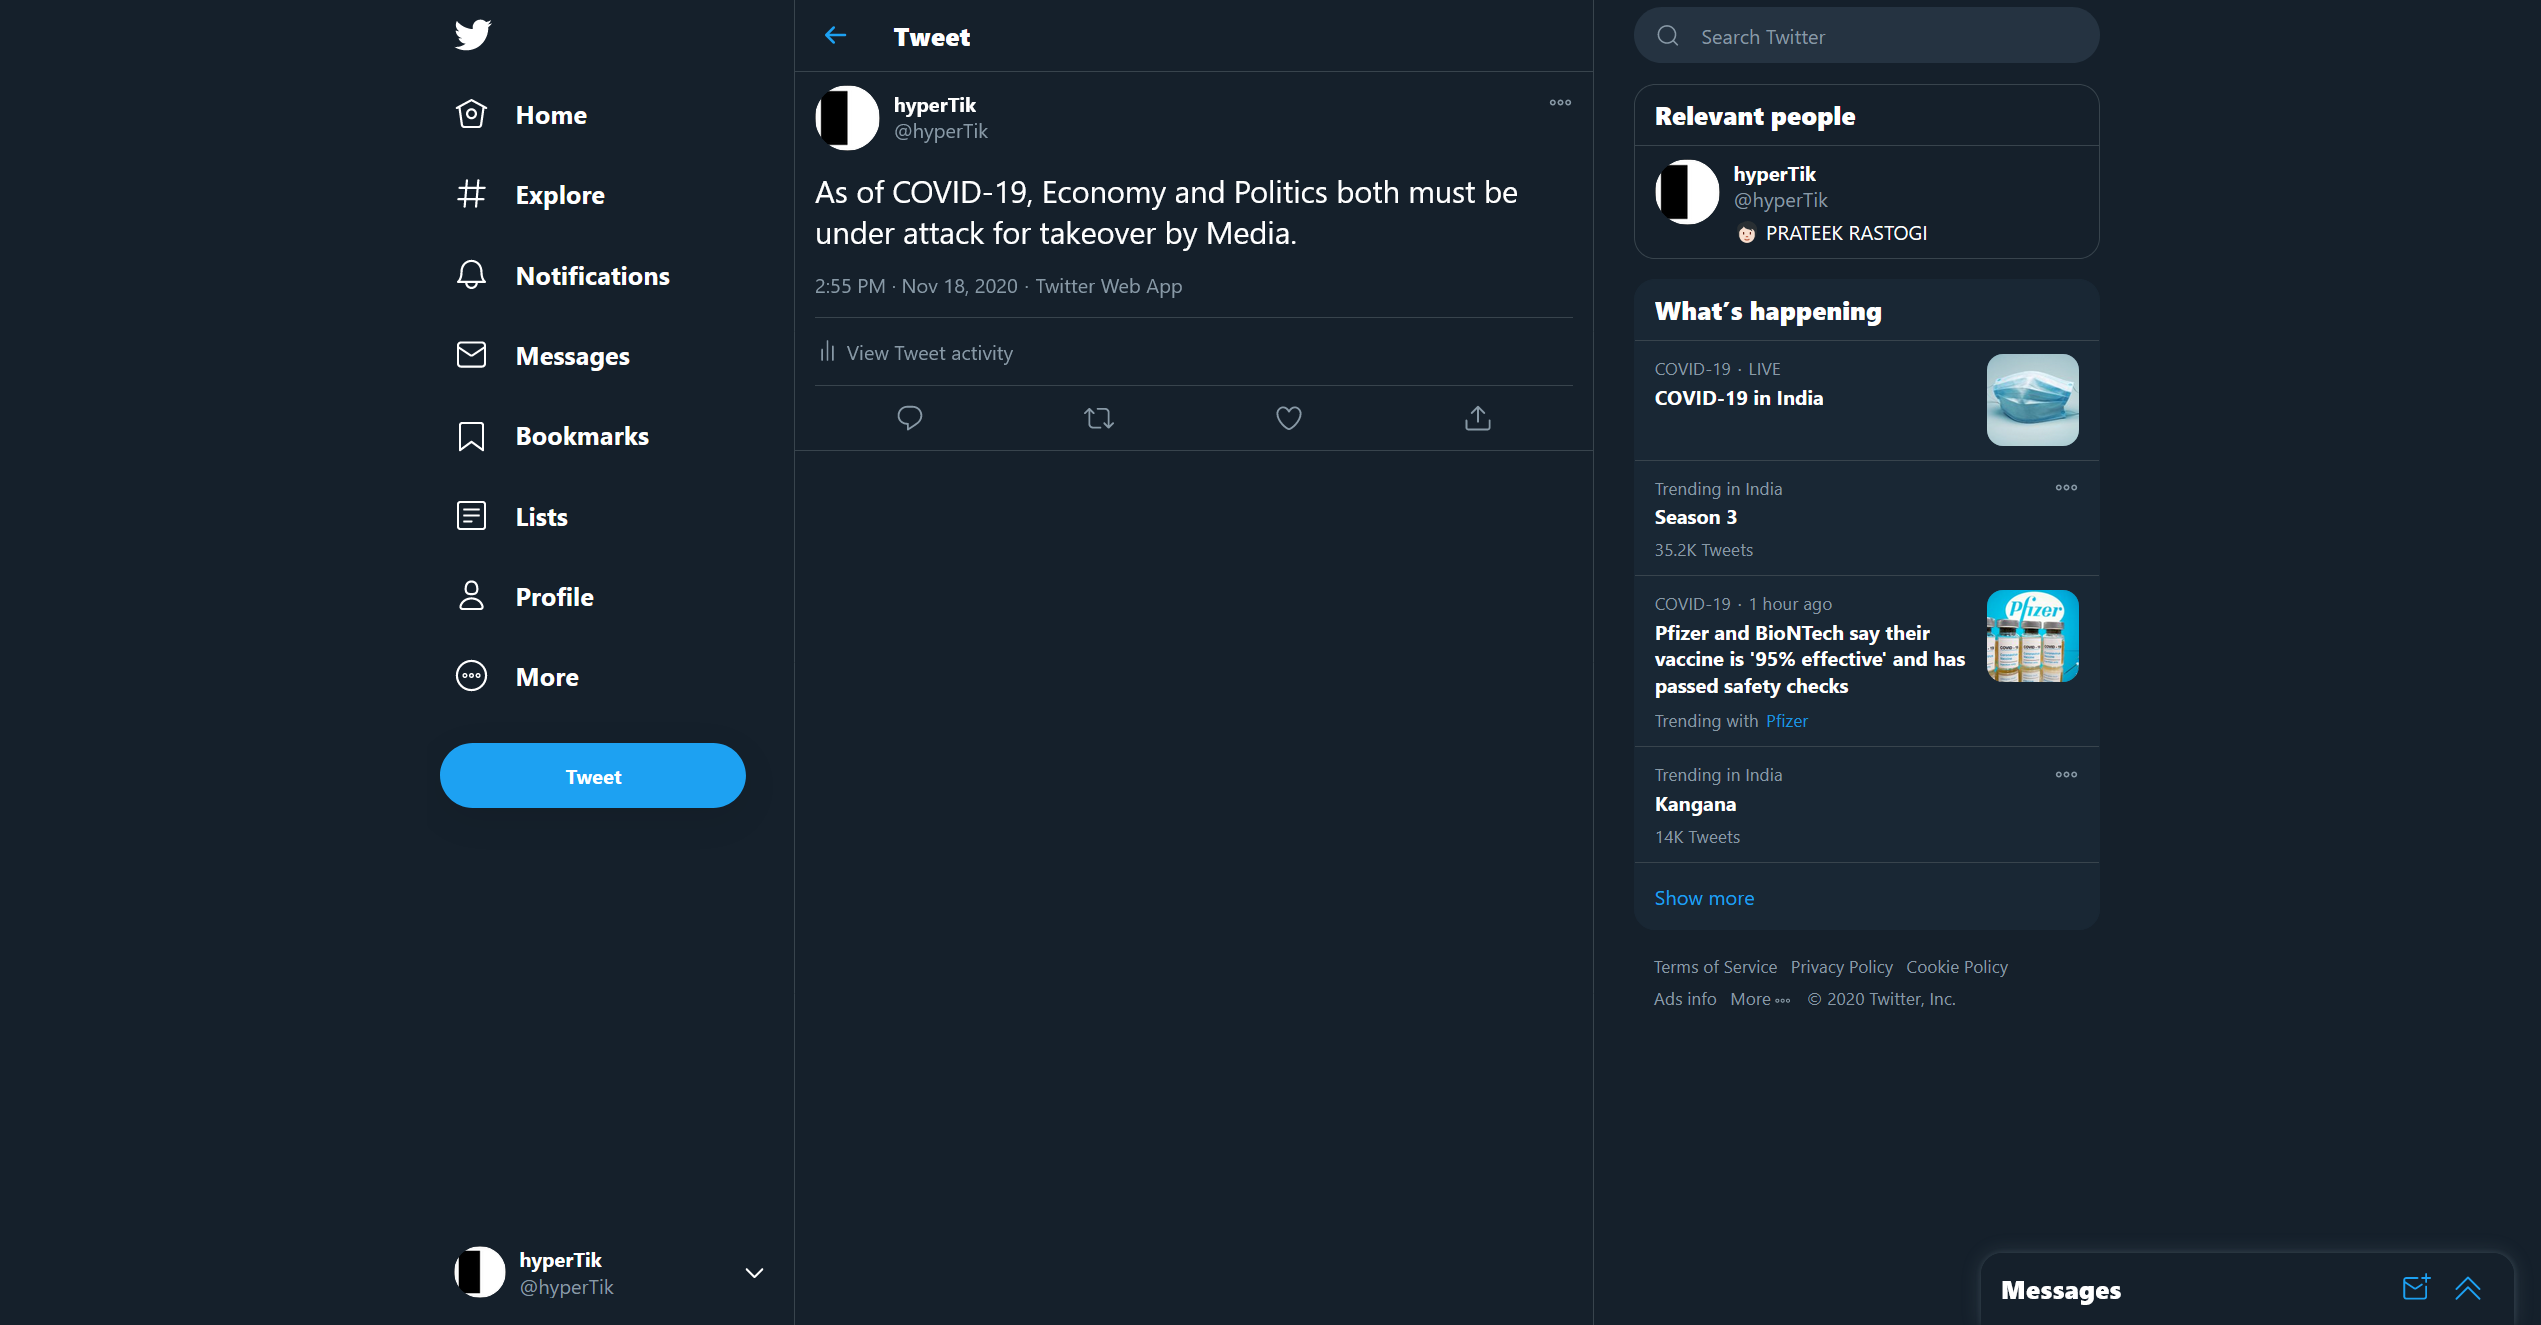 Home
Explore
Notifications
Messages
Bookmarks
Lists
Profile
More
Tweet
hyperTik
@hyperTik
Tweet
hyperTik
@hyperTik
As of COVID-19, Economy and Politics both must be
under attack for takeover by Media.
2:55 PM · Nov 18, 2020 · Twitter Web App
View Tweet activity
Search Twitter
Relevant people
hyperTik
@hyperTik
PRATEEK RASTOGI
What's happening
COVID-19 · LIVE
COVID-19 in India
Trending in India
Season 3
35.2K Tweets
COVID-19 · 1 hour ago
Pfizer and BioNTech say their
vaccine is '95% effective' and has
passed safety checks
Trending with Pfizer
Pfizer
Trending in India
Kangana
14K Tweets
Show more
Terms of Service Privacy Policy Cookie Policy
Ads info More © 2020 Twitter, Inc.
Messages